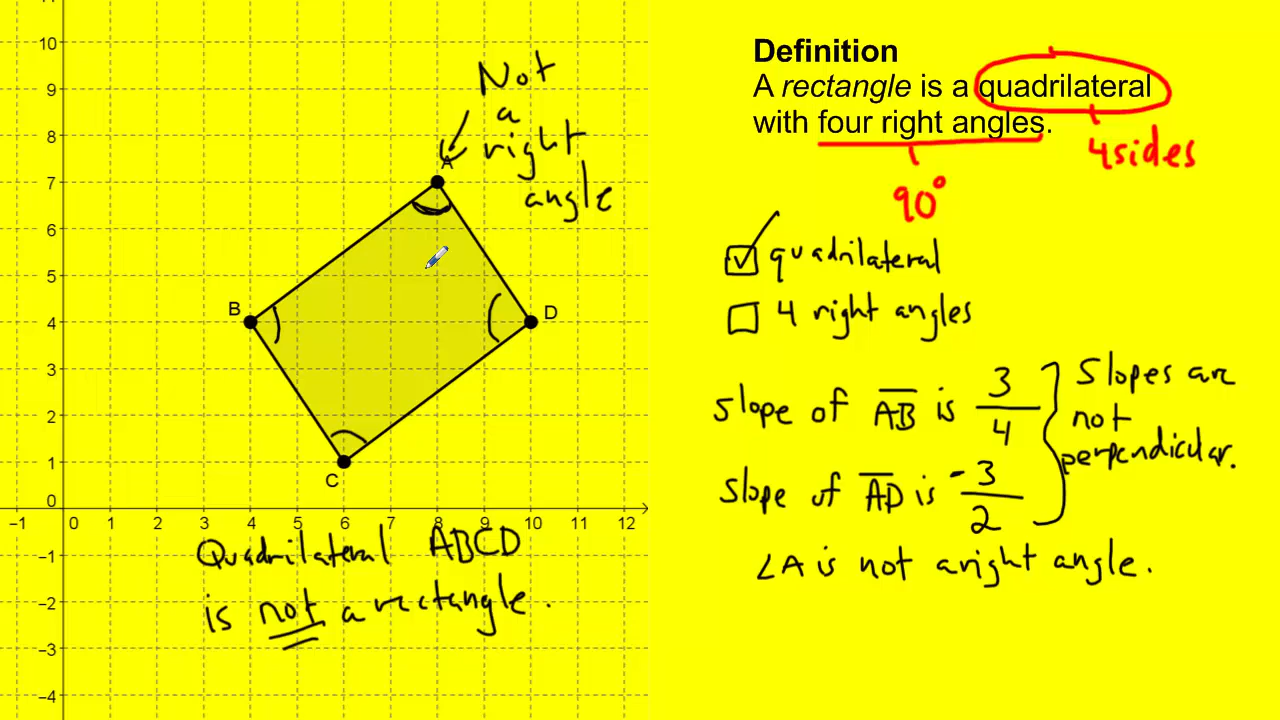 Definition
A rectangle is a quadrilateral
with four right angles.
4 sides
90°
quadrilateral
4 right angles
slope of AB is 3/4
slope of AD is -3/2
Slopes are
not
perpendicular.
∠A is not a right angle.
Not
a
right
angle
A
B
D
C
10
9
8
7
6
5
4
3
2
1
0
-1 0 1 2 3 4 5 6 7 8 9 10 11 12
-1
-2
-3
-4
Quadrilateral ABCD
is not a rectangle.